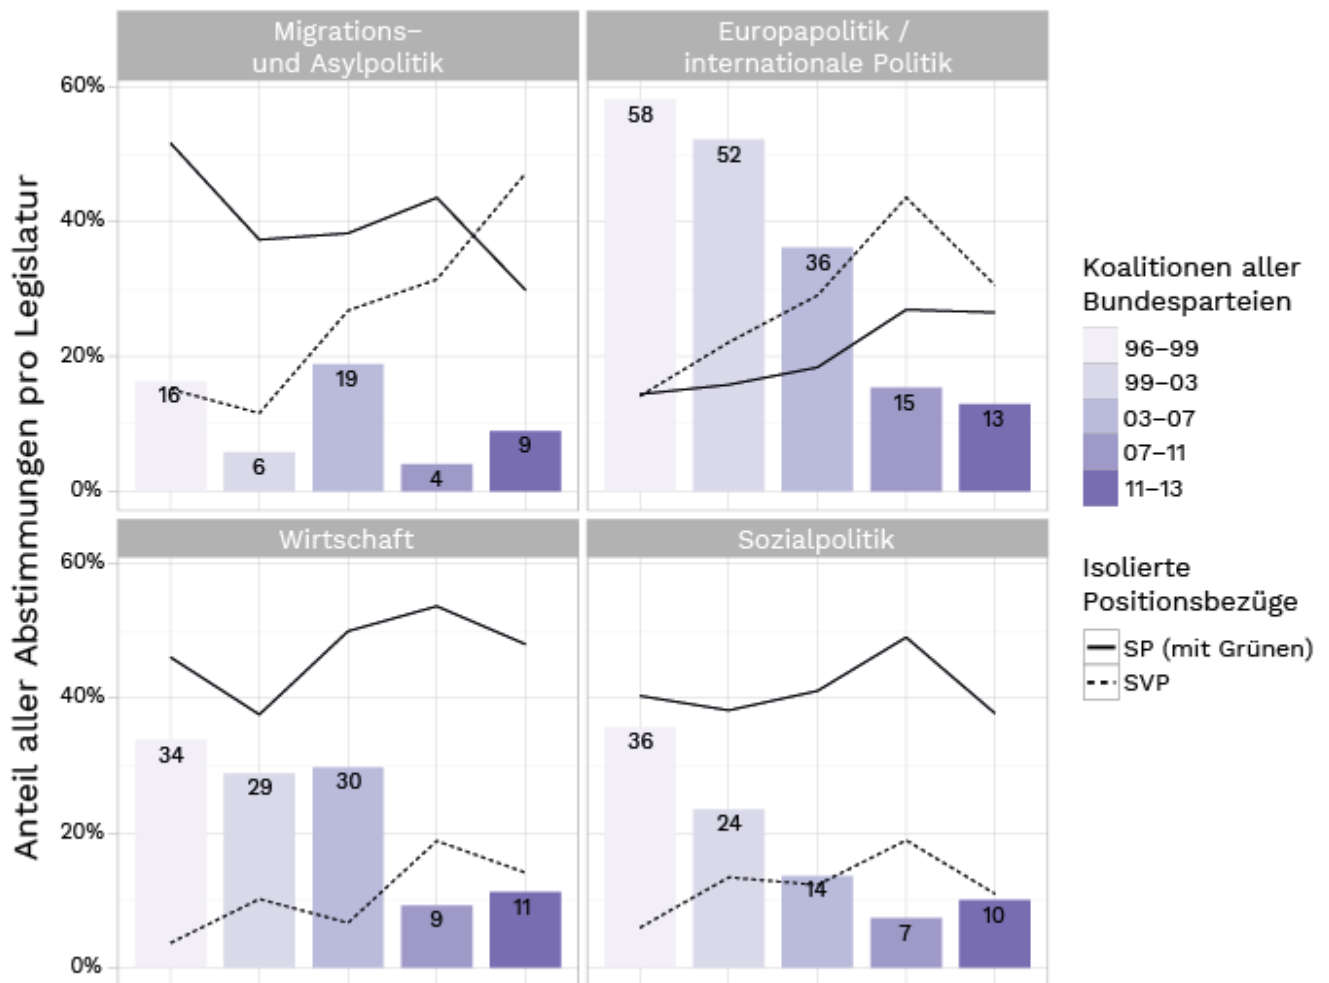 Anteil aller Abstimmungen pro Legislatur
Migrations–
und Asylpolitik
60%
40%
20%
0%
16
6
19
4
9
Europapolitik /
internationale Politik
58
52
36
15
13
Wirtschaft
60%
40%
20%
0%
34
29
30
9
11
Sozialpolitik
36
24
14
7
10
Koalitionen aller
Bundesparteien
96–99
99–03
03–07
07–11
11–13
Isolierte
Positionsbezüge
SP (mit Grünen)
SVP